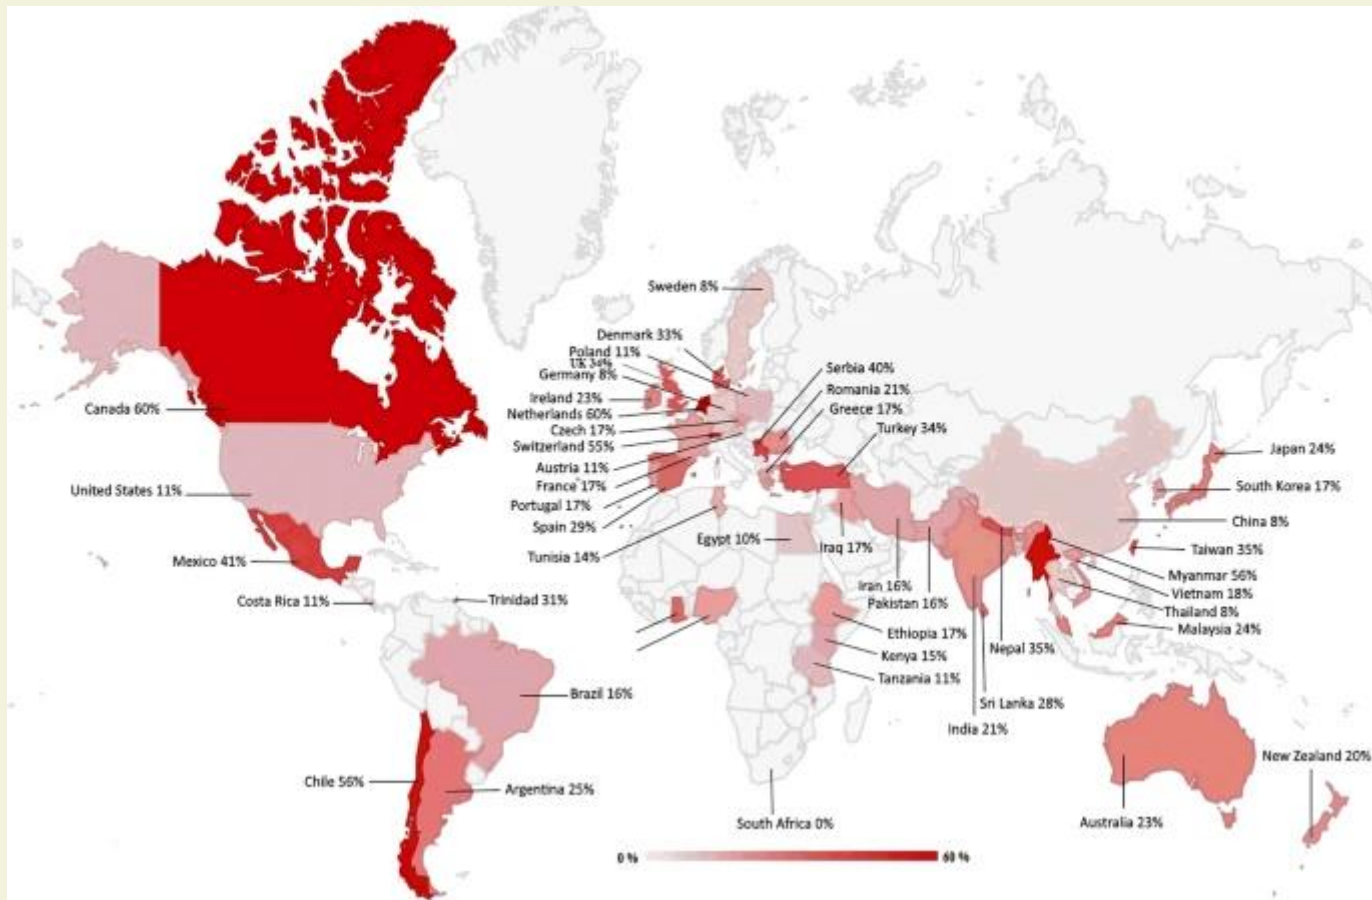 Sweden 8%
Denmark 33%
Poland 11%
UK 34%
Germany 8%
Ireland 23%
Netherlands 60%
Czech 17%
Switzerland 55%
Austria 11%
France 17%
Portugal 17%
Spain 29%
Tunisia 14%
Serbia 40%
Romania 21%
Greece 17%
Turkey 34%
Canada 60%
United States 11%
Mexico 41%
Costa Rica 11%
Trinidad 31%
Brazil 16%
Chile 56%
Argentina 25%
Egypt 10%
Iraq 17%
Iran 16%
Pakistan 16%
Ethiopia 17%
Kenya 15%
Tanzania 11%
South Africa 0%
Nepal 35%
Sri Lanka 28%
India 21%
Japan 24%
South Korea 17%
China 8%
Taiwan 35%
Myanmar 56%
Vietnam 18%
Thailand 8%
Malaysia 24%
New Zealand 20%
Australia 23%
0 %
60 %